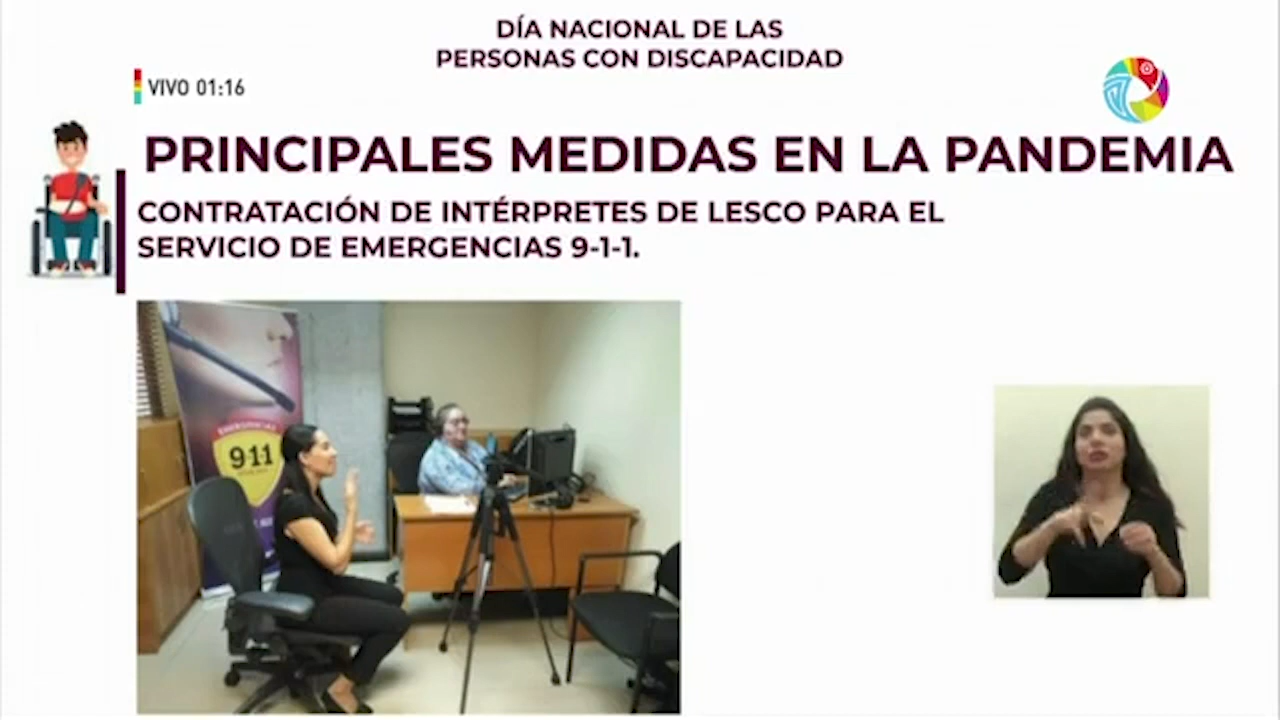 DÍA NACIONAL DE LAS
PERSONAS CON DISCAPACIDAD
VIVO 01:16
PRINCIPALES MEDIDAS EN LA PANDEMIA
CONTRATACIÓN DE INTÉRPRETES DE LESCO PARA EL
SERVICIO DE EMERGENCIAS 9-1-1.
EMERGENCIAS
911